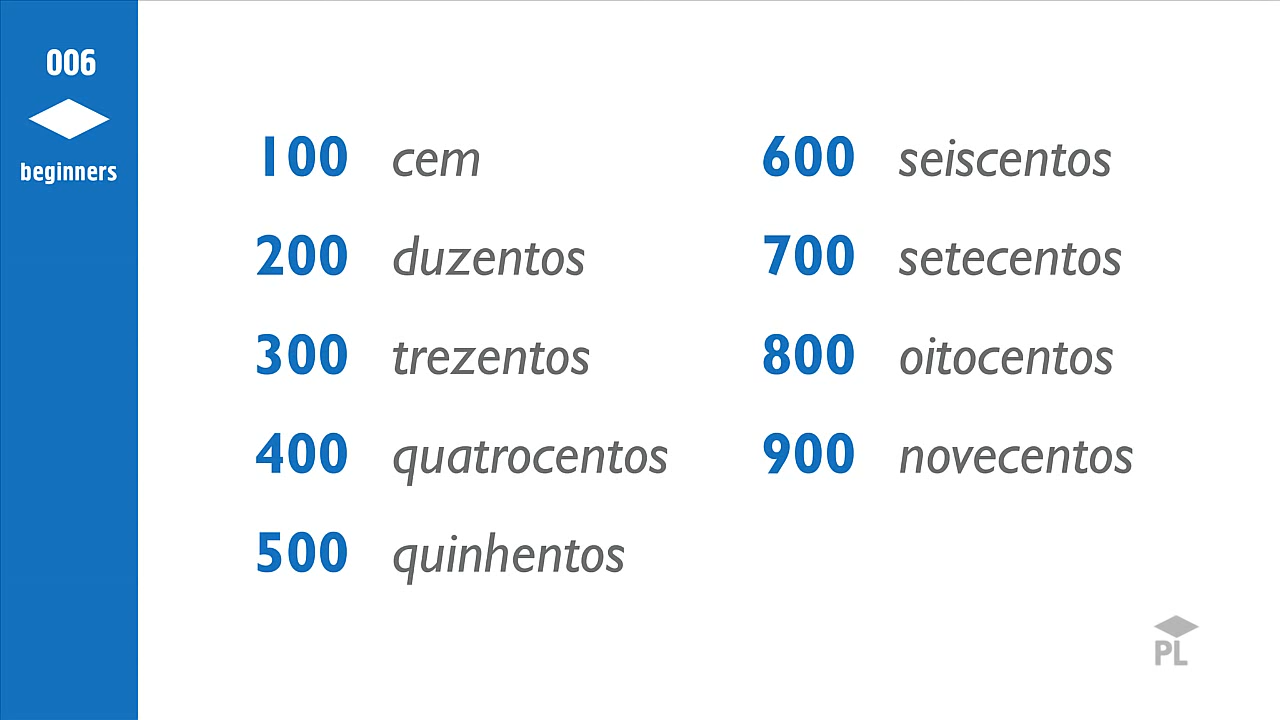 006
beginners
100 cem
200 duzentos
300 trezentos
400 quatrocentos
500 quinhentos
600 seiscentos
700 setecentos
800 oitocentos
900 novecentos
PL